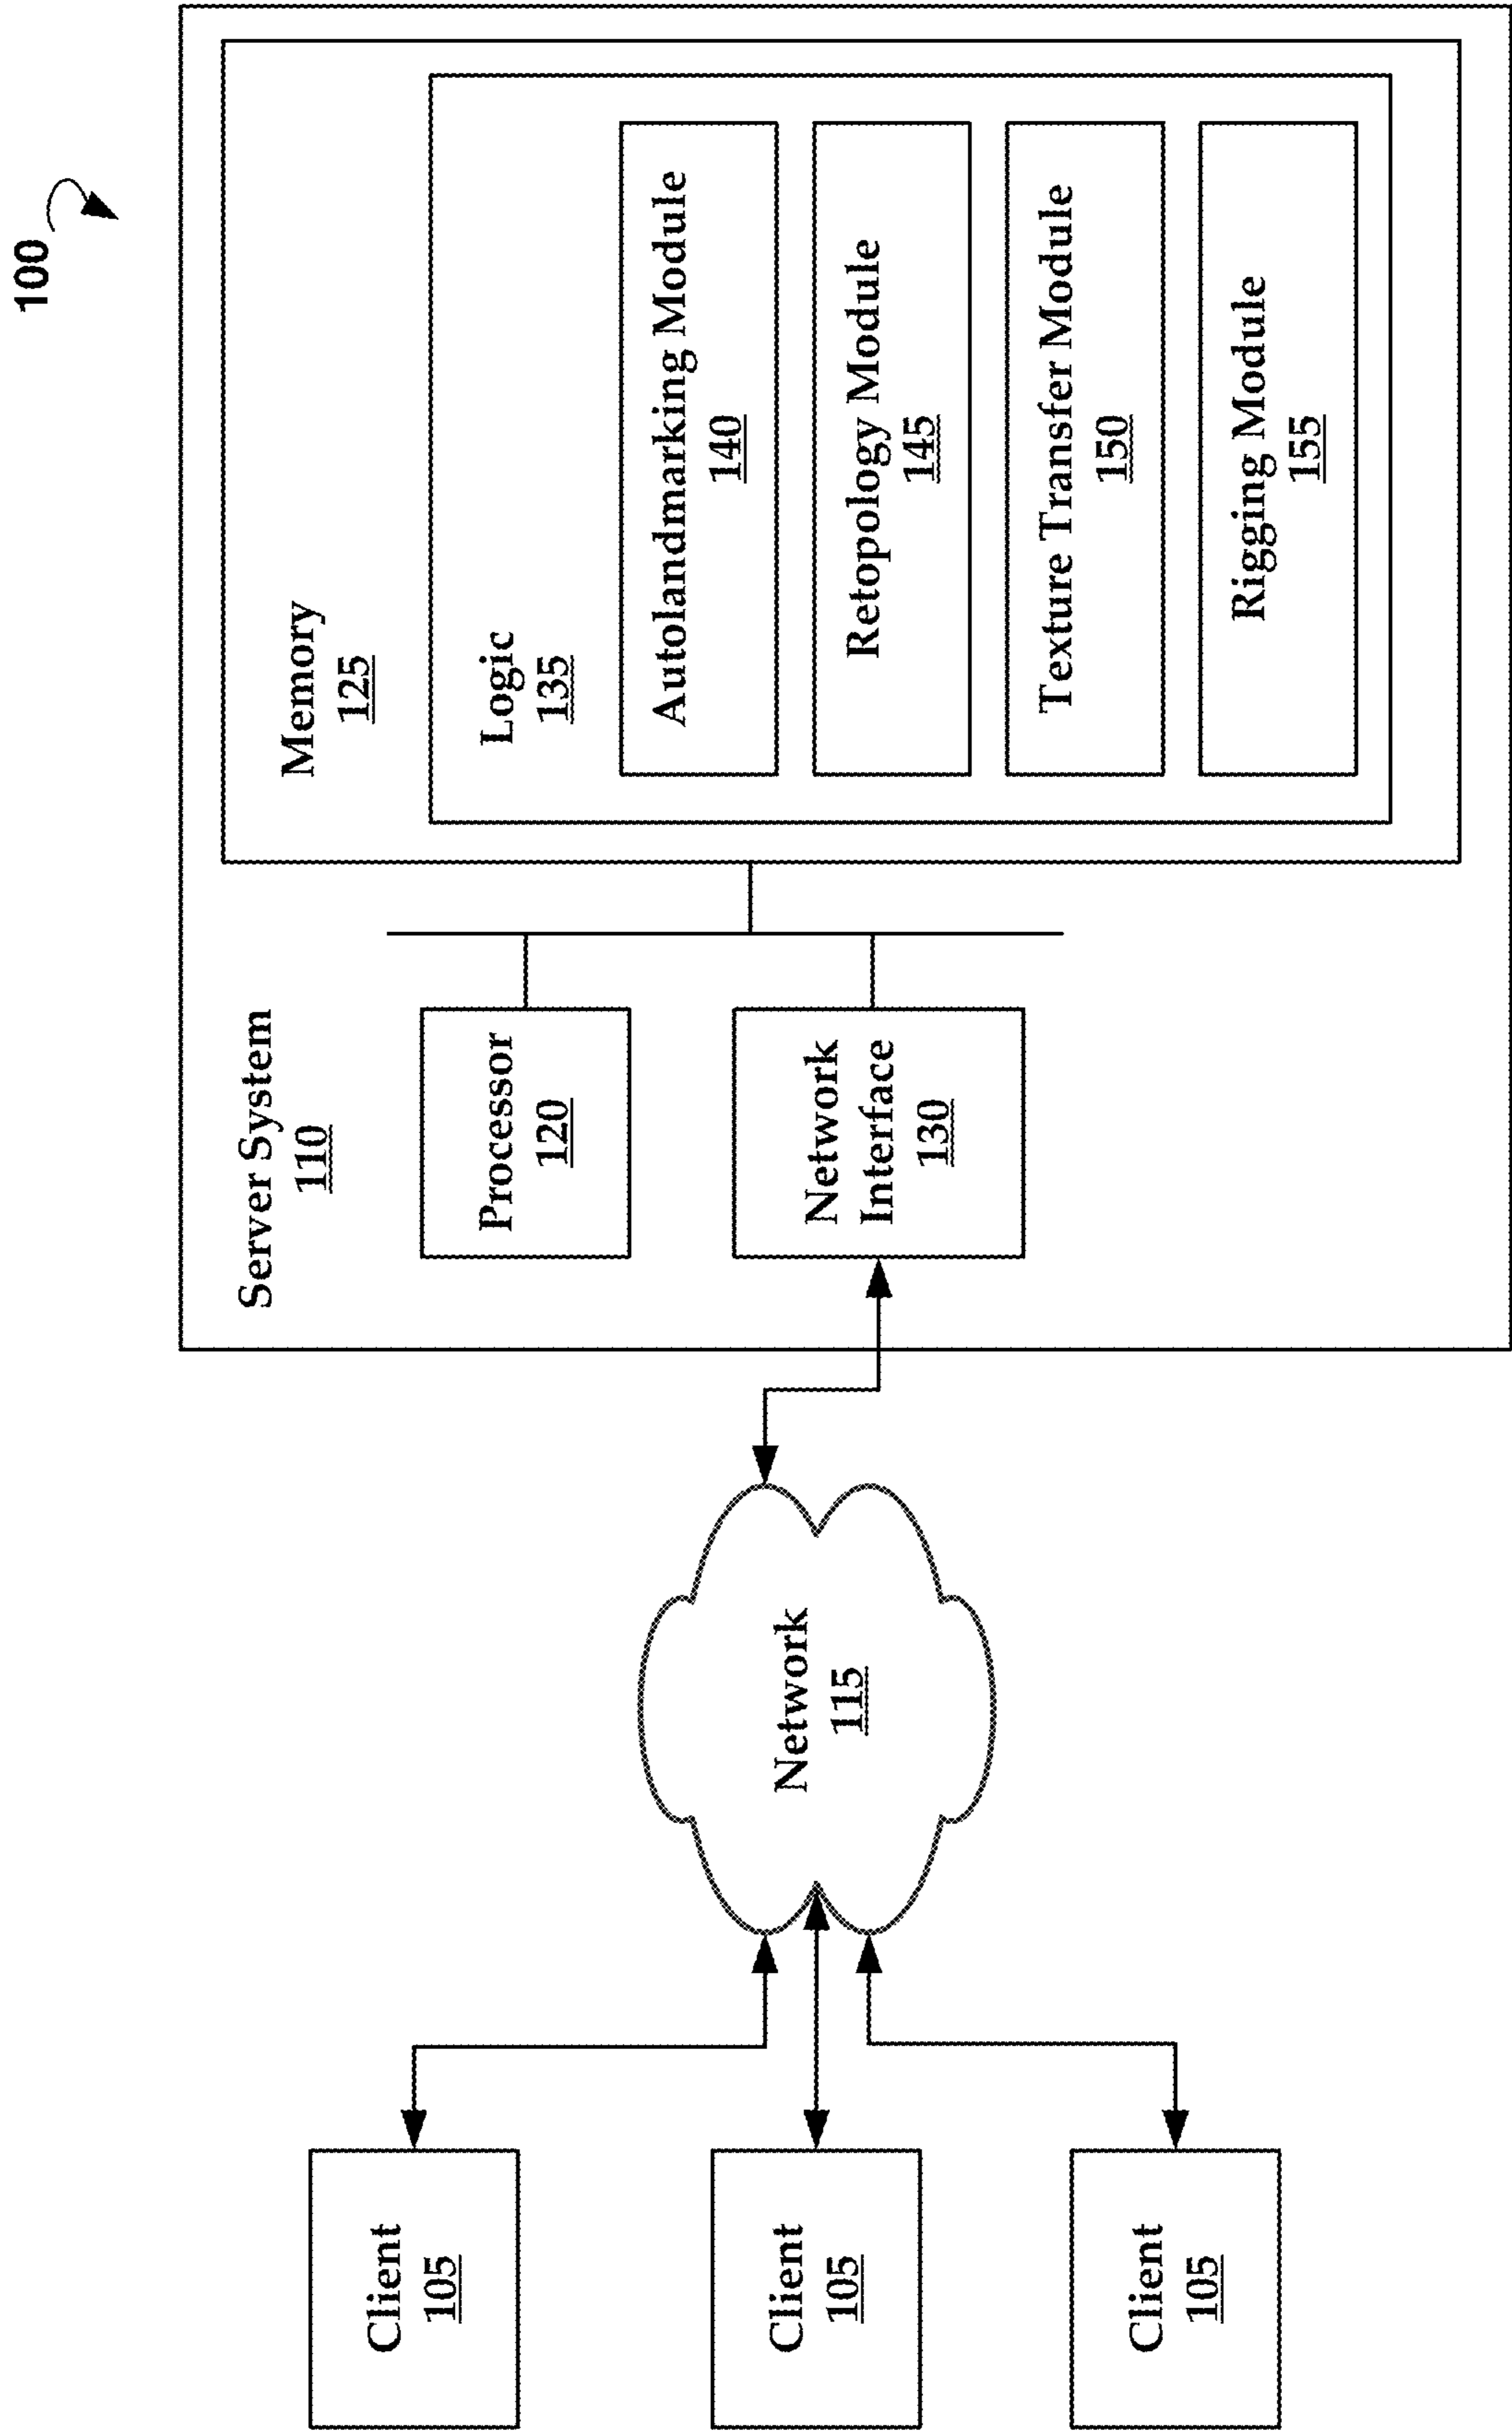 100
Client
105
Client
105
Client
105
Network
115
Server System
110
Processor
120
Network
Interface
130
Memory
125
Logic
135
Autolandmarking Module
140
Retopology Module
145
Texture Transfer Module
150
Rigging Module
155